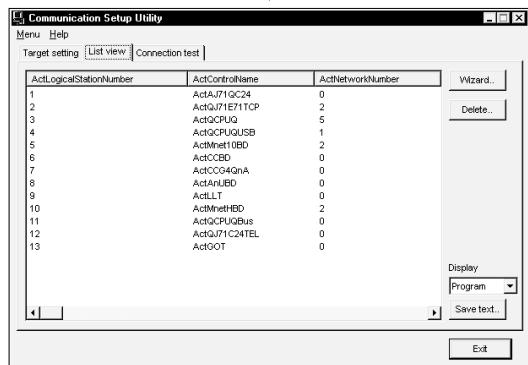 Communication Setup Utility
Menu Help
Target setting List view Connection test
ActLogicalStationNumber ActControlName ActNetworkNumber
1 ActAJ71QC24 0
2 ActQJ71E71TCP 2
3 ActQCPUQ 5
4 ActQCPUQUSB 1
5 ActMnet10BD 2
6 ActCCBD 0
7 ActCCG4QnA 0
8 ActAnUBD 0
9 ActLLT 0
10 ActMnetHBD 2
11 ActQCPUQBus 0
12 ActQJ71C24TEL 0
13 ActGOT 0
Wizard..
Delete..
Display
Program
Save text..
Exit